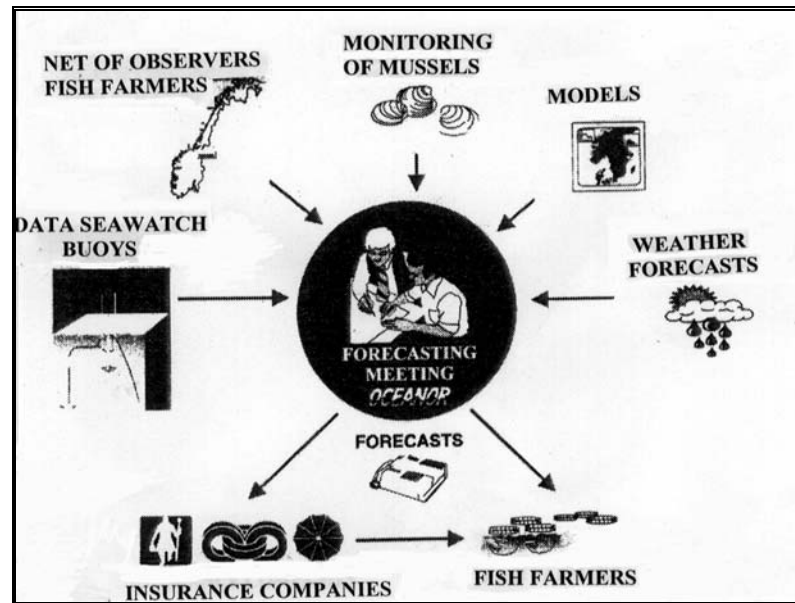 NET OF OBSERVERS
FISH FARMERS
MONITORING
OF MUSSELS
MODELS
DATA SEAWATCH
BUOYS
WEATHER
FORECASTS
FORECASTING
MEETING
OCEANOR
FORECASTS
INSURANCE COMPANIES
FISH FARMERS